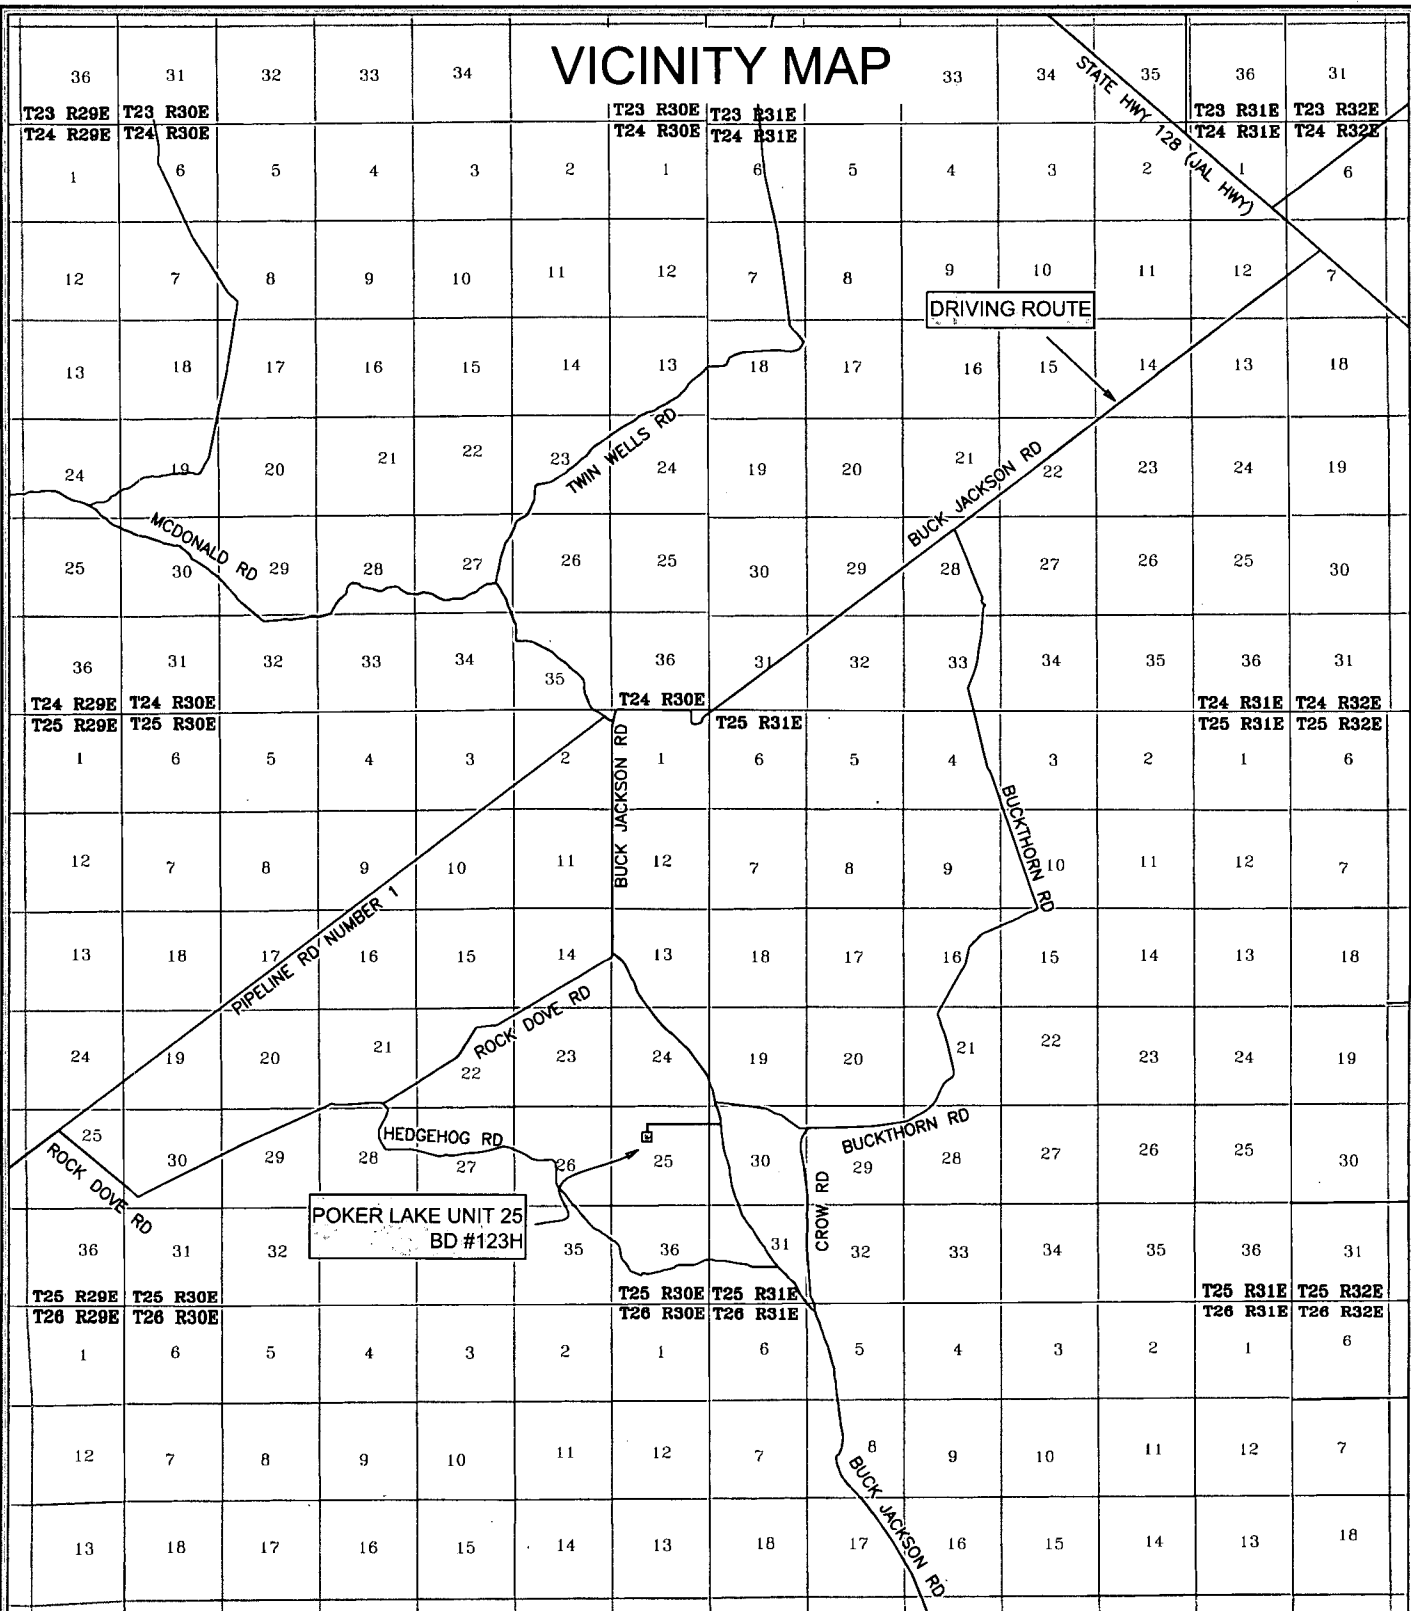 VICINITY MAP
36 31 32 33 34 33 34 35 36 31
STATE HWY 128 (JAL HWY)
T23 R29E T23 R30E T23 R30E T23 R31E T23 R31E T23 R32E
T24 R29E T24 R30E T24 R30E T24 R31E T24 R31E T24 R32E
1 6 5 4 3 2 1 6 5 4 3 2 1 6
12 7 8 9 10 11 12 7 8 9 10 11 12 7
DRIVING ROUTE
13 18 17 16 15 14 13 18 17 16 15 14 13 18
TWIN WELLS RD
BUCK JACKSON RD
24 19 20 21 22 23 24 19 20 21 22 23 24 19
MCDONALD RD
25 30 29 28 27 26 25 30 29 28 27 26 25 30
36 31 32 33 34 35 36 31 32 33 34 35 36 31
T24 R29E T24 R30E T24 R30E T24 R31E T24 R32E
T25 R29E T25 R30E T25 R31E T25 R31E T25 R32E
1 6 5 4 3 2 1 6 5 4 3 2 1 6
BUCK JACKSON RD
BUCKTHORN RD
12 7 8 9 10 11 12 7 8 9 10 11 12 7
PIPELINE RD NUMBER 1
13 18 17 16 15 14 13 18 17 16 15 14 13 18
ROCK DOVE RD
24 19 20 21 22 23 24 19 20 21 22 23 24 19
HEDGEHOG RD
BUCKTHORN RD
25 30 29 28 27 26 25 30 29 28 27 26 25 30
ROCK DOVE RD
CROW RD
POKER LAKE UNIT 25
BD #123H
36 31 32 35 36 31 32 33 34 35 36 31
T25 R29E T25 R30E T25 R30E T25 R31E T25 R31E T25 R32E
T26 R29E T26 R30E T26 R30E T26 R31E T26 R31E T26 R32E
1 6 5 4 3 2 1 6 5 4 3 2 1 6
12 7 8 9 10 11 12 7 8 9 10 11 12 7
BUCK JACKSON RD
13 18 17 16 15 14 13 18 17 16 15 14 13 18